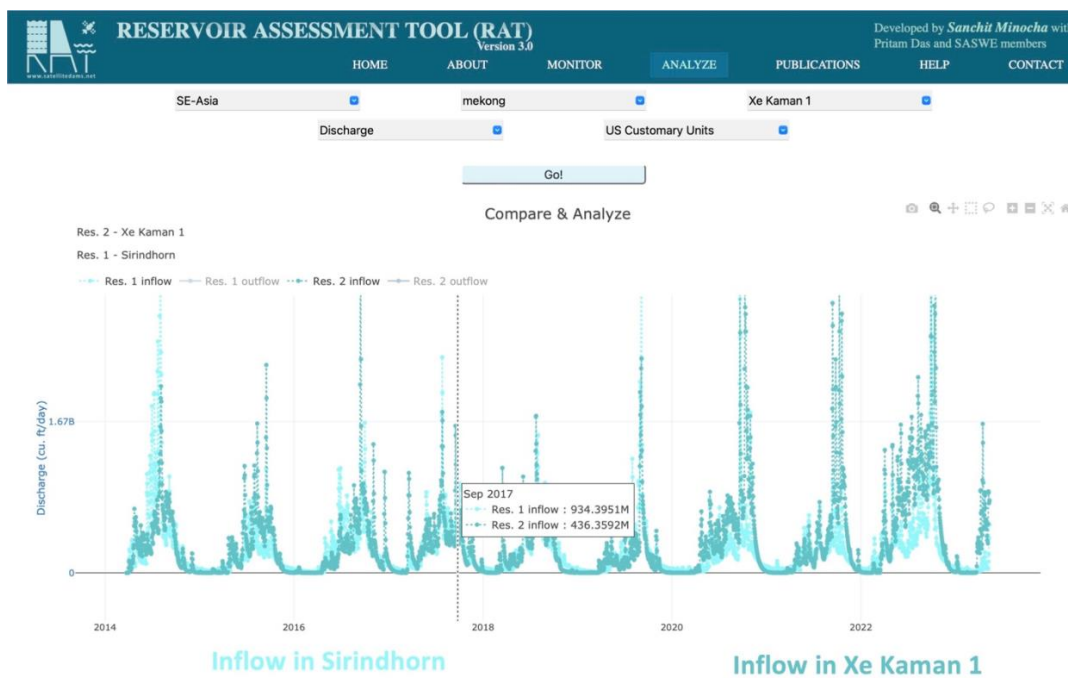 RESERVOIR ASSESSMENT TOOL (RAT)
Version 3.0
Developed by Sanchit Minocha with
Pritam Das and SASWE members
RAT
www.satellitedams.net
HOME ABOUT MONITOR ANALYZE PUBLICATIONS HELP CONTACT
SE-Asia mekong Xe Kaman 1
Discharge US Customary Units
Go!
Compare & Analyze
Res. 2 - Xe Kaman 1
Res. 1 - Sirindhorn
Res. 1 inflow Res. 1 outflow Res. 2 inflow Res. 2 outflow
Discharge (cu. ft/day)
1.67B
Sep 2017
Res. 1 inflow : 934.3951M
Res. 2 inflow : 436.3592M
0
2014 2016 2018 2020 2022
Inflow in Sirindhorn Inflow in Xe Kaman 1